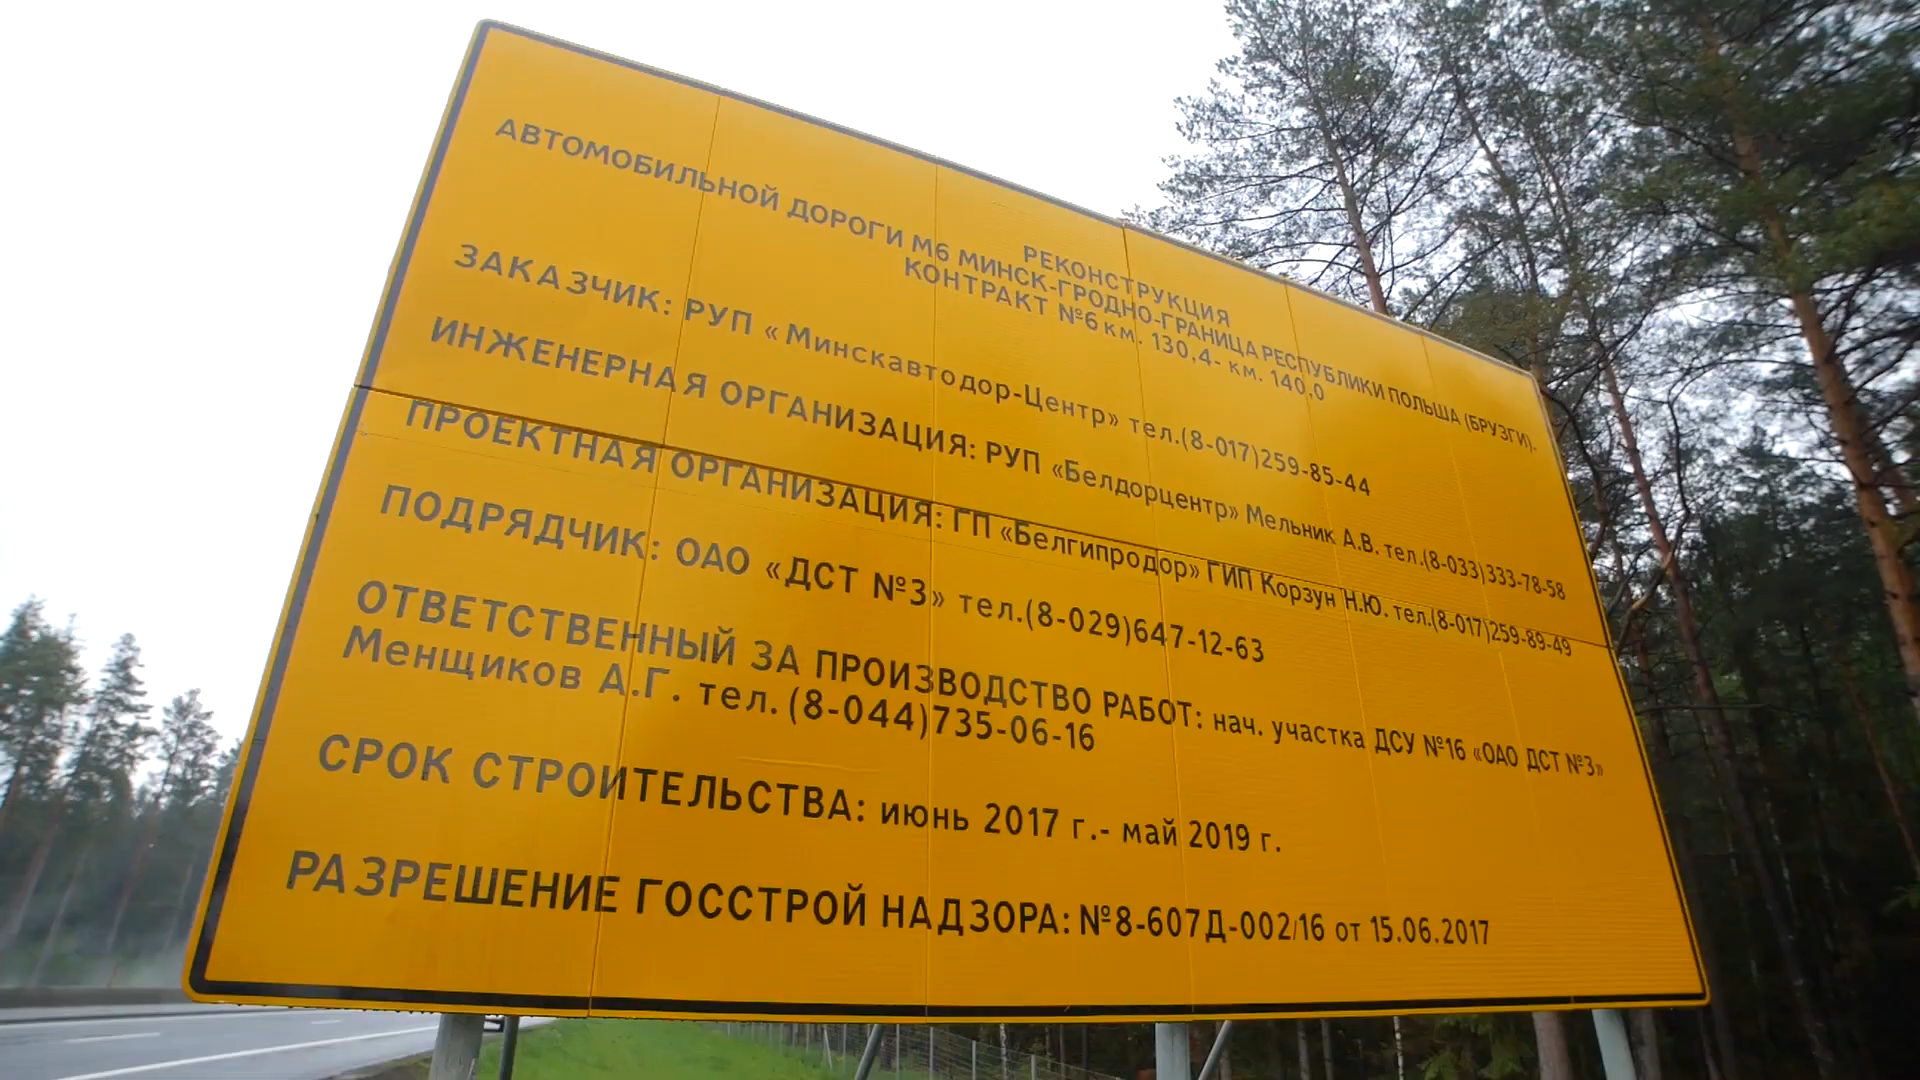 РЕКОНСТРУКЦИЯ
АВТОМОБИЛЬНОЙ ДОРОГИ М6 МИНСК-ГРОДНО-ГРАНИЦА РЕСПУБЛИКИ ПОЛЬША (БРУЗГИ).
КОНТРАКТ №6 км. 130,4- км. 140,0
ЗАКАЗЧИК: РУП «Минскавтодор-Центр» тел.(8-017)259-85-44
ИНЖЕНЕРНАЯ ОРГАНИЗАЦИЯ: РУП «Белдорцентр» Мельник А.В. тел.(8-033)333-78-58
ПРОЕКТНАЯ ОРГАНИЗАЦИЯ: ГП «Белгипродор» ГИП Корзун Н.Ю. тел.(8-017)259-89-49
ПОДРЯДЧИК: ОАО «ДСТ №3» тел.(8-029)647-12-63
ОТВЕТСТВЕННЫЙ ЗА ПРОИЗВОДСТВО РАБОТ: нач. участка ДСУ №16 «ОАО ДСТ №3»
Менщиков А.Г. тел.(8-044)735-06-16
СРОК СТРОИТЕЛЬСТВА: июнь 2017 г.- май 2019 г.
РАЗРЕШЕНИЕ ГОССТРОЙ НАДЗОРА: №8-607Д-002/16 от 15.06.2017